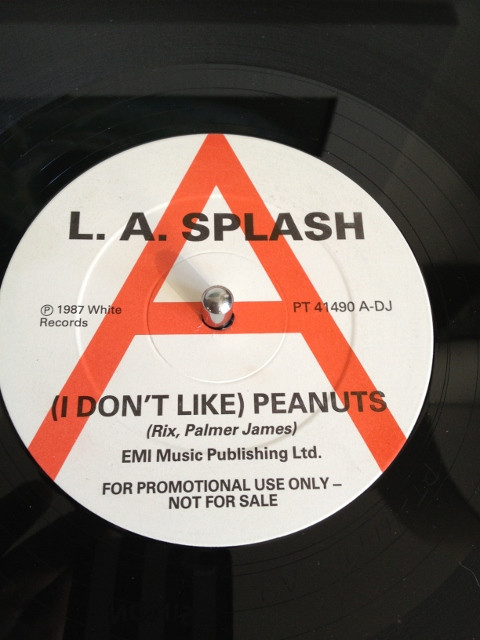 A
L. A. SPLASH
℗ 1987 White
Records
PT 41490 A-DJ
(I DON'T LIKE) PEANUTS
(Rix, Palmer James)
EMI Music Publishing Ltd.
FOR PROMOTIONAL USE ONLY –
NOT FOR SALE